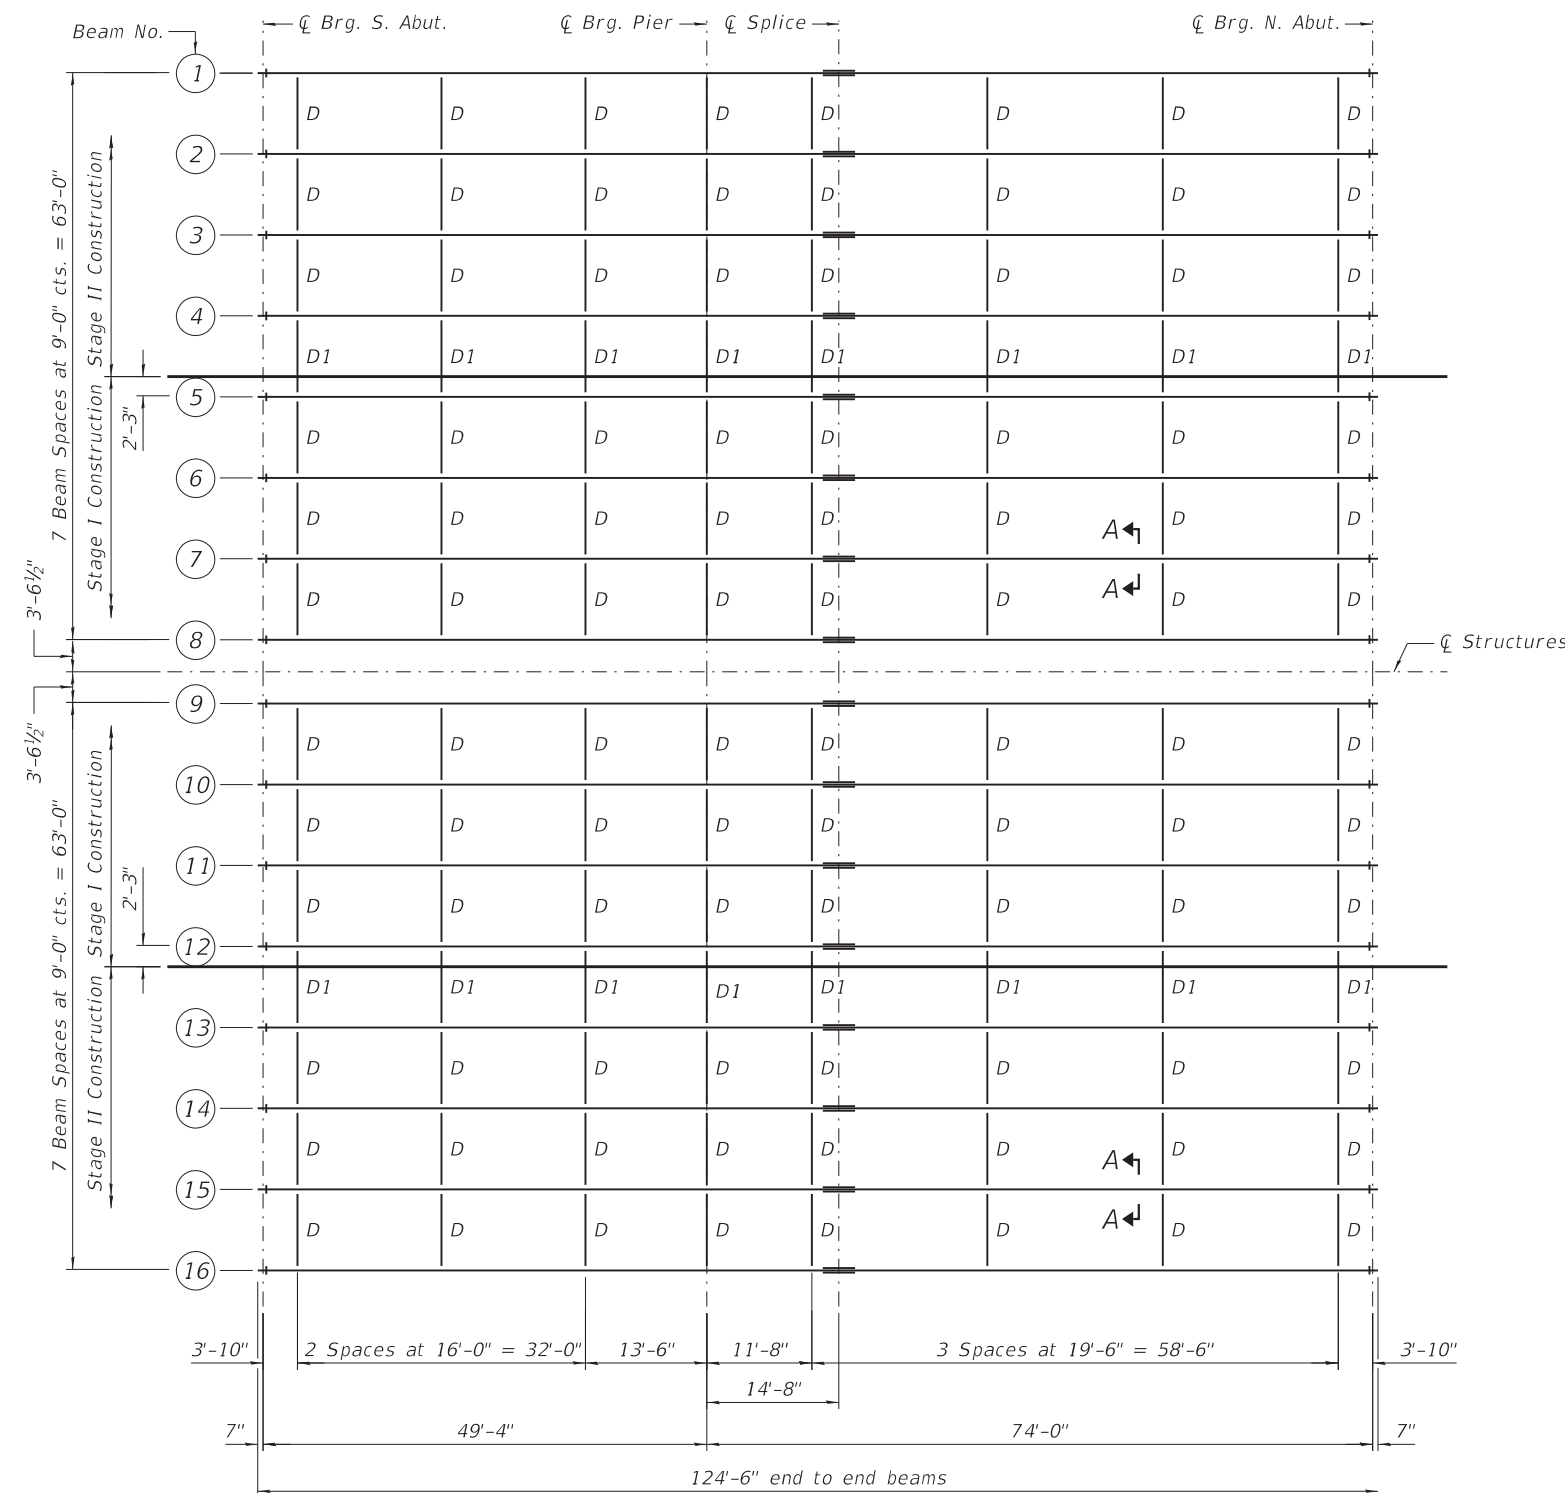 ℄ Brg. S. Abut.
℄ Brg. Pier
℄ Splice
℄ Brg. N. Abut.
Beam No.
1
D D D D D D D D
2
D D D D D D D D
3
D D D D D D D D
4
D1 D1 D1 D1 D1 D1 D1 D1
5
D D D D D D D D
6
D D D D D D D D
A
7
A
D D D D D D D D
8
℄ Structures
9
D D D D D D D D
10
D D D D D D D D
11
D D D D D D D D
12
D1 D1 D1 D1 D1 D1 D1 D1
13
D D D D D D D D
14
D D D D D D D D
A
15
A
D D D D D D D D
16
7 Beam Spaces at 9'-0" cts. = 63'-0"
Stage II Construction
Stage I Construction
2'-3"
3'-6½"
3'-6½"
7 Beam Spaces at 9'-0" cts. = 63'-0"
Stage I Construction
Stage II Construction
2'-3"
3'-10"
2 Spaces at 16'-0" = 32'-0"
13'-6"
11'-8"
3 Spaces at 19'-6" = 58'-6"
3'-10"
14'-8"
7"
49'-4"
74'-0"
7"
124'-6" end to end beams